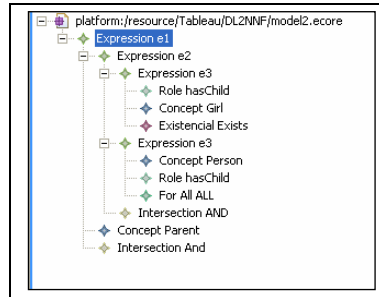 platform:/resource/Tableau/DL2NNF/model2.ecore
Expression e1
Expression e2
Expression e3
Role hasChild
Concept Girl
Existencial Exists
Expression e3
Concept Person
Role hasChild
For All ALL
Intersection AND
Concept Parent
Intersection And